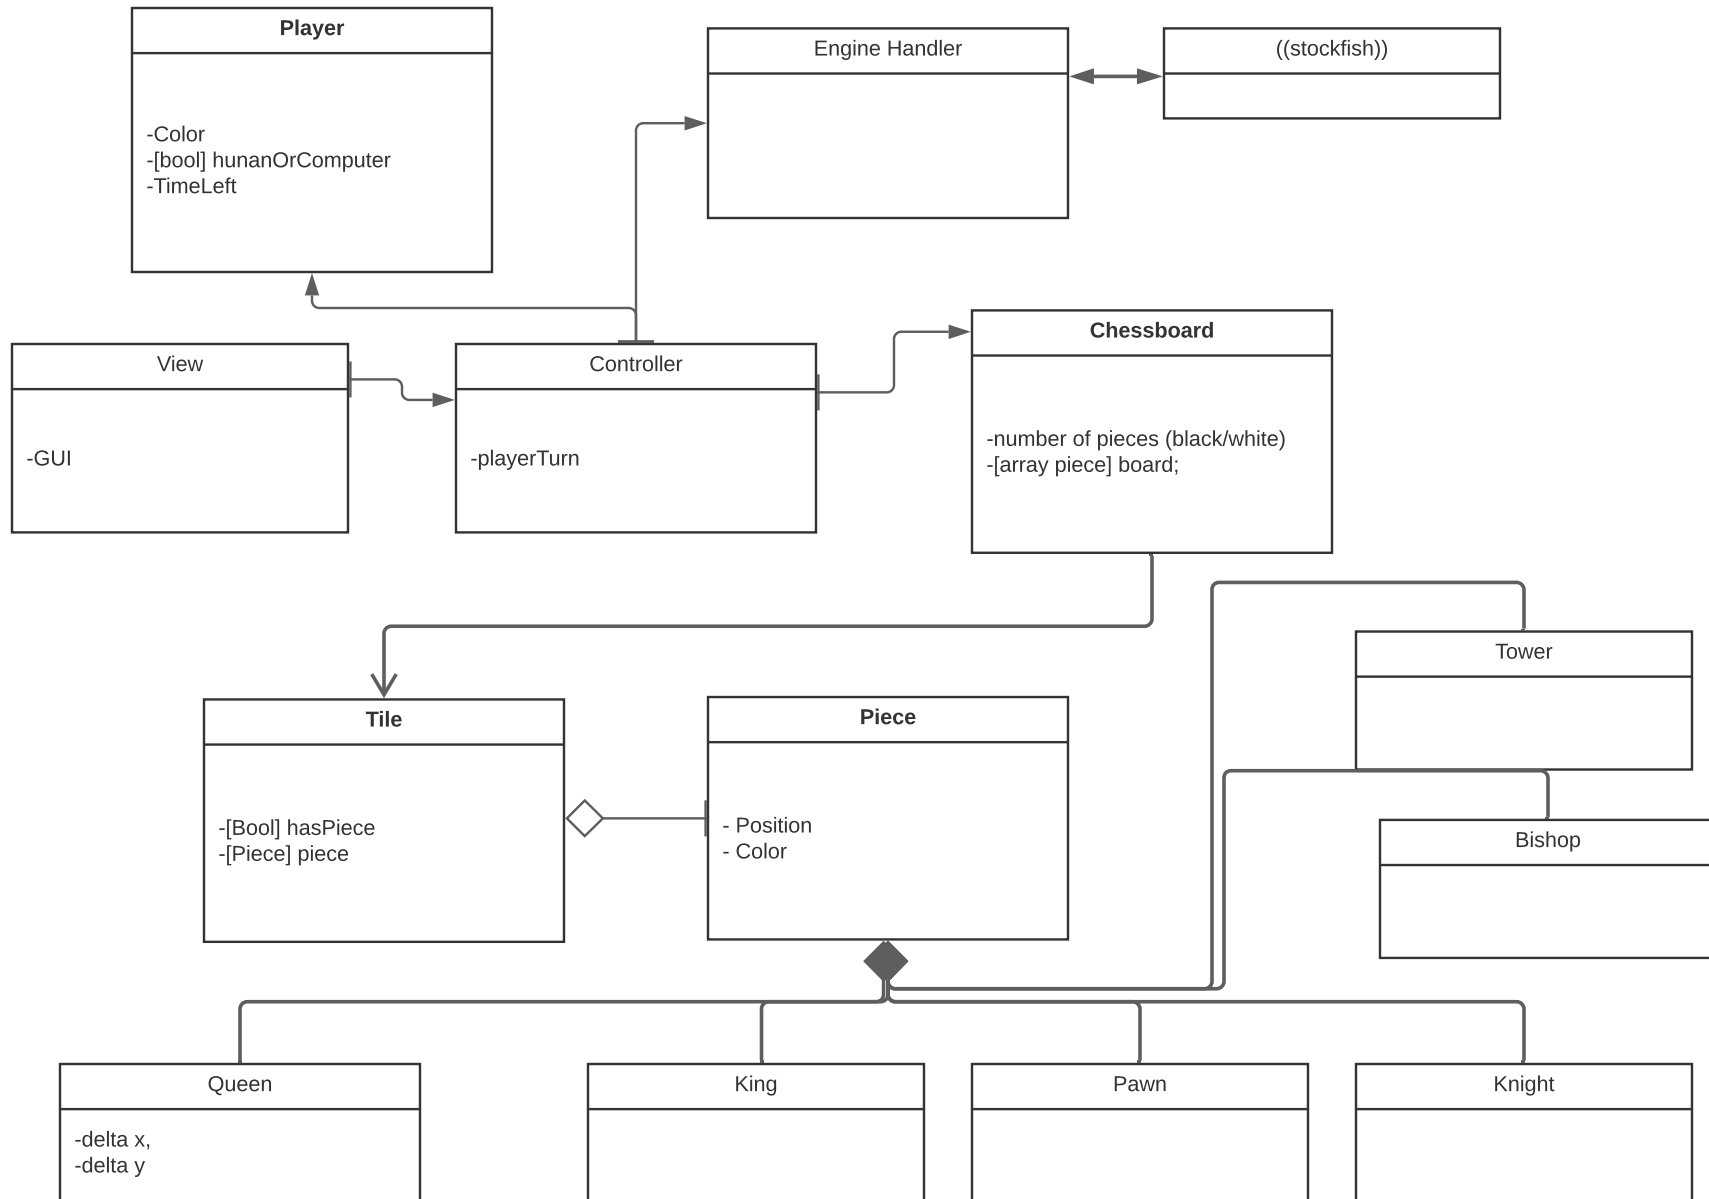 Player
-Color
-[bool] hunanOrComputer
-TimeLeft
Engine Handler
((stockfish))
View
-GUI
Controller
-playerTurn
Chessboard
-number of pieces (black/white)
-[array piece] board;
Tile
-[Bool] hasPiece
-[Piece] piece
Piece
- Position
- Color
Tower
Bishop
Queen
-delta x,
-delta y
King
Pawn
Knight